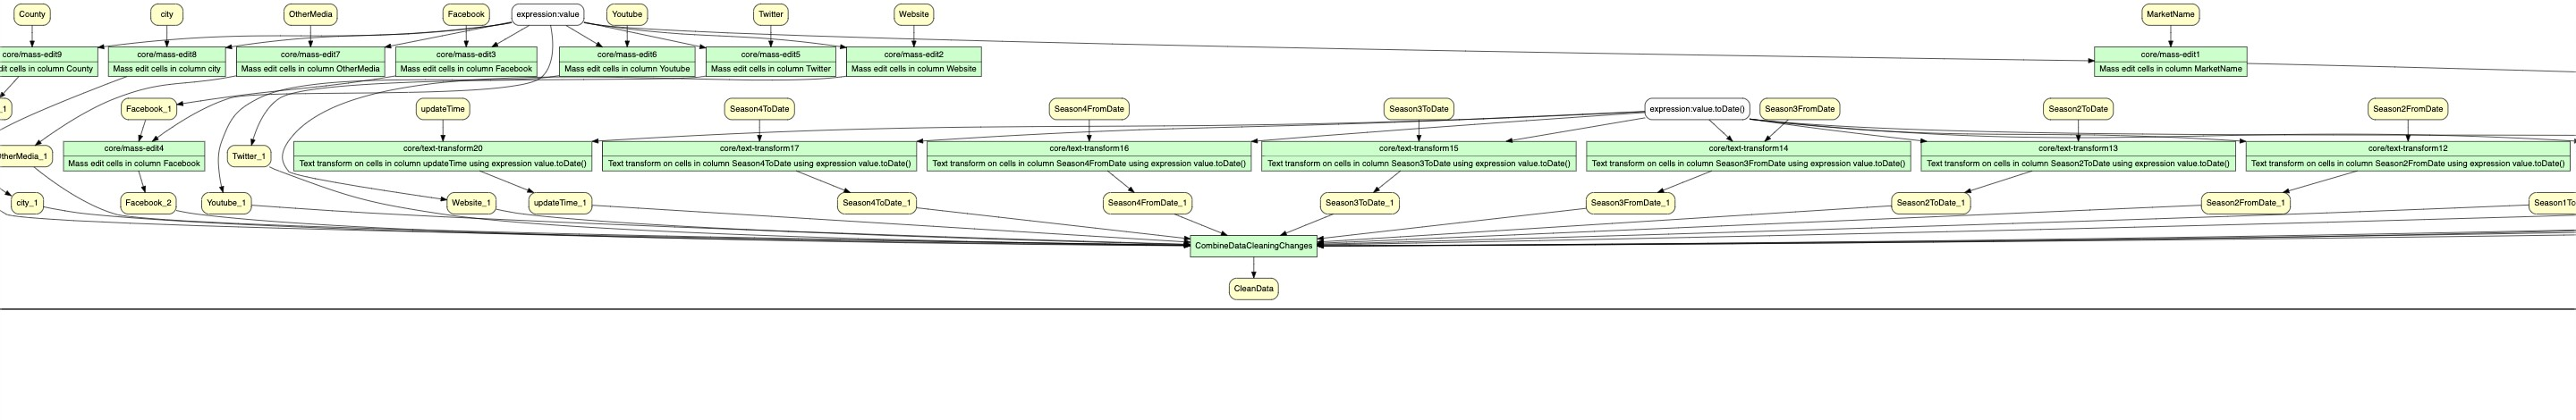 County
city
OtherMedia
Facebook
expression:value
Youtube
Twitter
Website
MarketName
core/mass-edit9
dit cells in column County
core/mass-edit8
Mass edit cells in column city
core/mass-edit7
Mass edit cells in column OtherMedia
core/mass-edit3
Mass edit cells in column Facebook
core/mass-edit6
Mass edit cells in column Youtube
core/mass-edit5
Mass edit cells in column Twitter
core/mass-edit2
Mass edit cells in column Website
core/mass-edit1
Mass edit cells in column MarketName
_1
Facebook_1
updateTime
Season4ToDate
Season4FromDate
Season3ToDate
expression:value.toDate()
Season3FromDate
Season2ToDate
Season2FromDate
therMedia_1
core/mass-edit4
Mass edit cells in column Facebook
Twitter_1
core/text-transform20
Text transform on cells in column updateTime using expression value.toDate()
core/text-transform17
Text transform on cells in column Season4ToDate using expression value.toDate()
core/text-transform16
Text transform on cells in column Season4FromDate using expression value.toDate()
core/text-transform15
Text transform on cells in column Season3ToDate using expression value.toDate()
core/text-transform14
Text transform on cells in column Season3FromDate using expression value.toDate()
core/text-transform13
Text transform on cells in column Season2ToDate using expression value.toDate()
core/text-transform12
Text transform on cells in column Season2FromDate using expression value.toDate()
city_1
Facebook_2
Youtube_1
Website_1
updateTime_1
Season4ToDate_1
Season4FromDate_1
Season3ToDate_1
Season3FromDate_1
Season2ToDate_1
Season2FromDate_1
Season1To
CombineDataCleaningChanges
CleanData